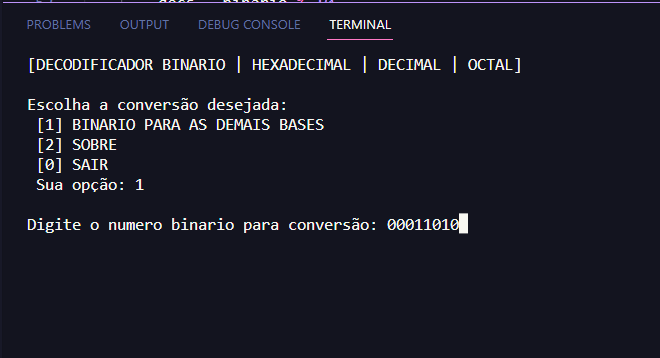 PROBLEMS OUTPUT DEBUG CONSOLE TERMINAL
[DECODIFICADOR BINARIO | HEXADECIMAL | DECIMAL | OCTAL]
Escolha a conversão desejada:
[1] BINARIO PARA AS DEMAIS BASES
[2] SOBRE
[0] SAIR
Sua opção: 1
Digite o numero binario para conversão: 00011010